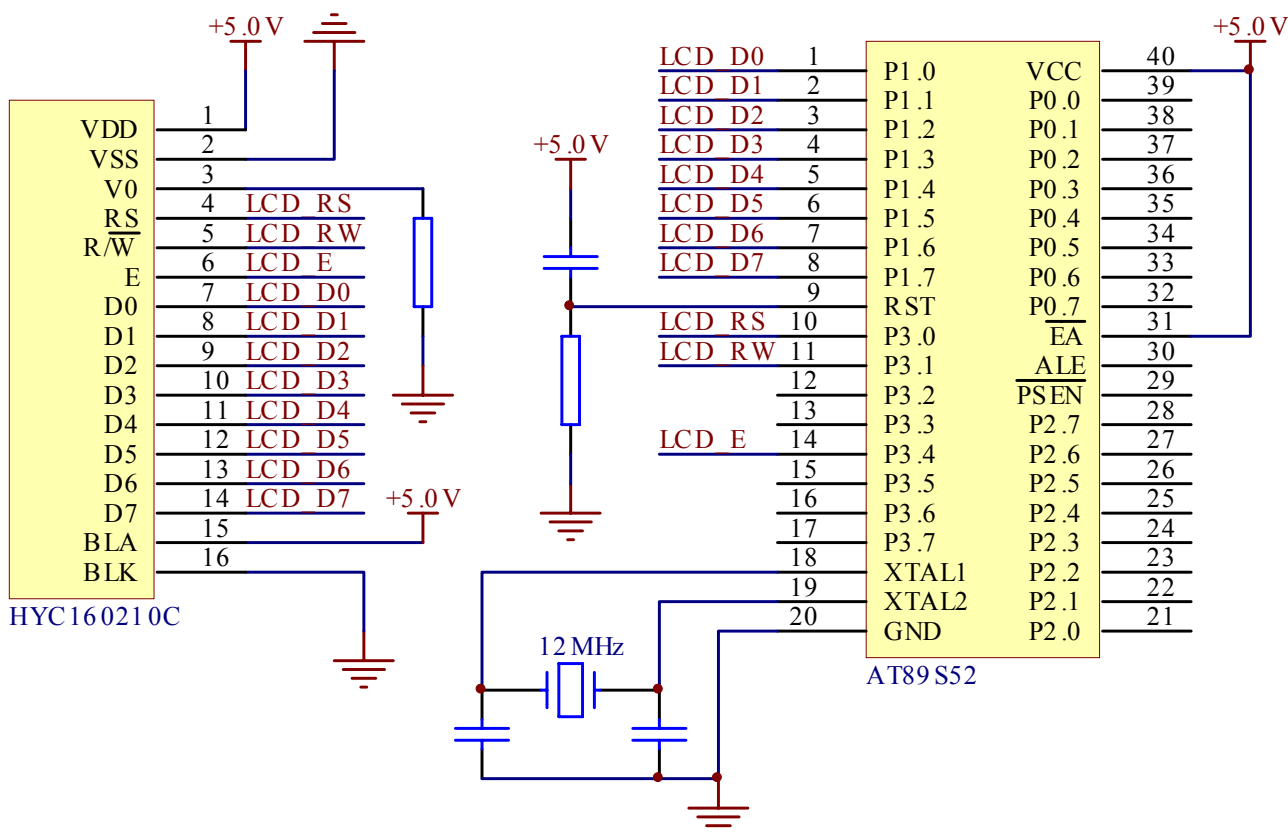 +5.0V
VDD 1
VSS 2
V0 3
RS 4 LCD_RS
R/W 5 LCD_RW
E 6 LCD_E
D0 7 LCD_D0
D1 8 LCD_D1
D2 9 LCD_D2
D3 10 LCD_D3
D4 11 LCD_D4
D5 12 LCD_D5
D6 13 LCD_D6
D7 14 LCD_D7
BLA 15 +5.0V
BLK 16
HYC160210C
+5.0V
12MHz
+5.0V
LCD_D0 1 P1.0 VCC 40
LCD_D1 2 P1.1 P0.0 39
LCD_D2 3 P1.2 P0.1 38
LCD_D3 4 P1.3 P0.2 37
LCD_D4 5 P1.4 P0.3 36
LCD_D5 6 P1.5 P0.4 35
LCD_D6 7 P1.6 P0.5 34
LCD_D7 8 P1.7 P0.6 33
9 RST P0.7 32
LCD_RS 10 P3.0 EA 31
LCD_RW 11 P3.1 ALE 30
12 P3.2 PSEN 29
13 P3.3 P2.7 28
LCD_E 14 P3.4 P2.6 27
15 P3.5 P2.5 26
16 P3.6 P2.4 25
17 P3.7 P2.3 24
18 XTAL1 P2.2 23
19 XTAL2 P2.1 22
20 GND P2.0 21
AT89S52